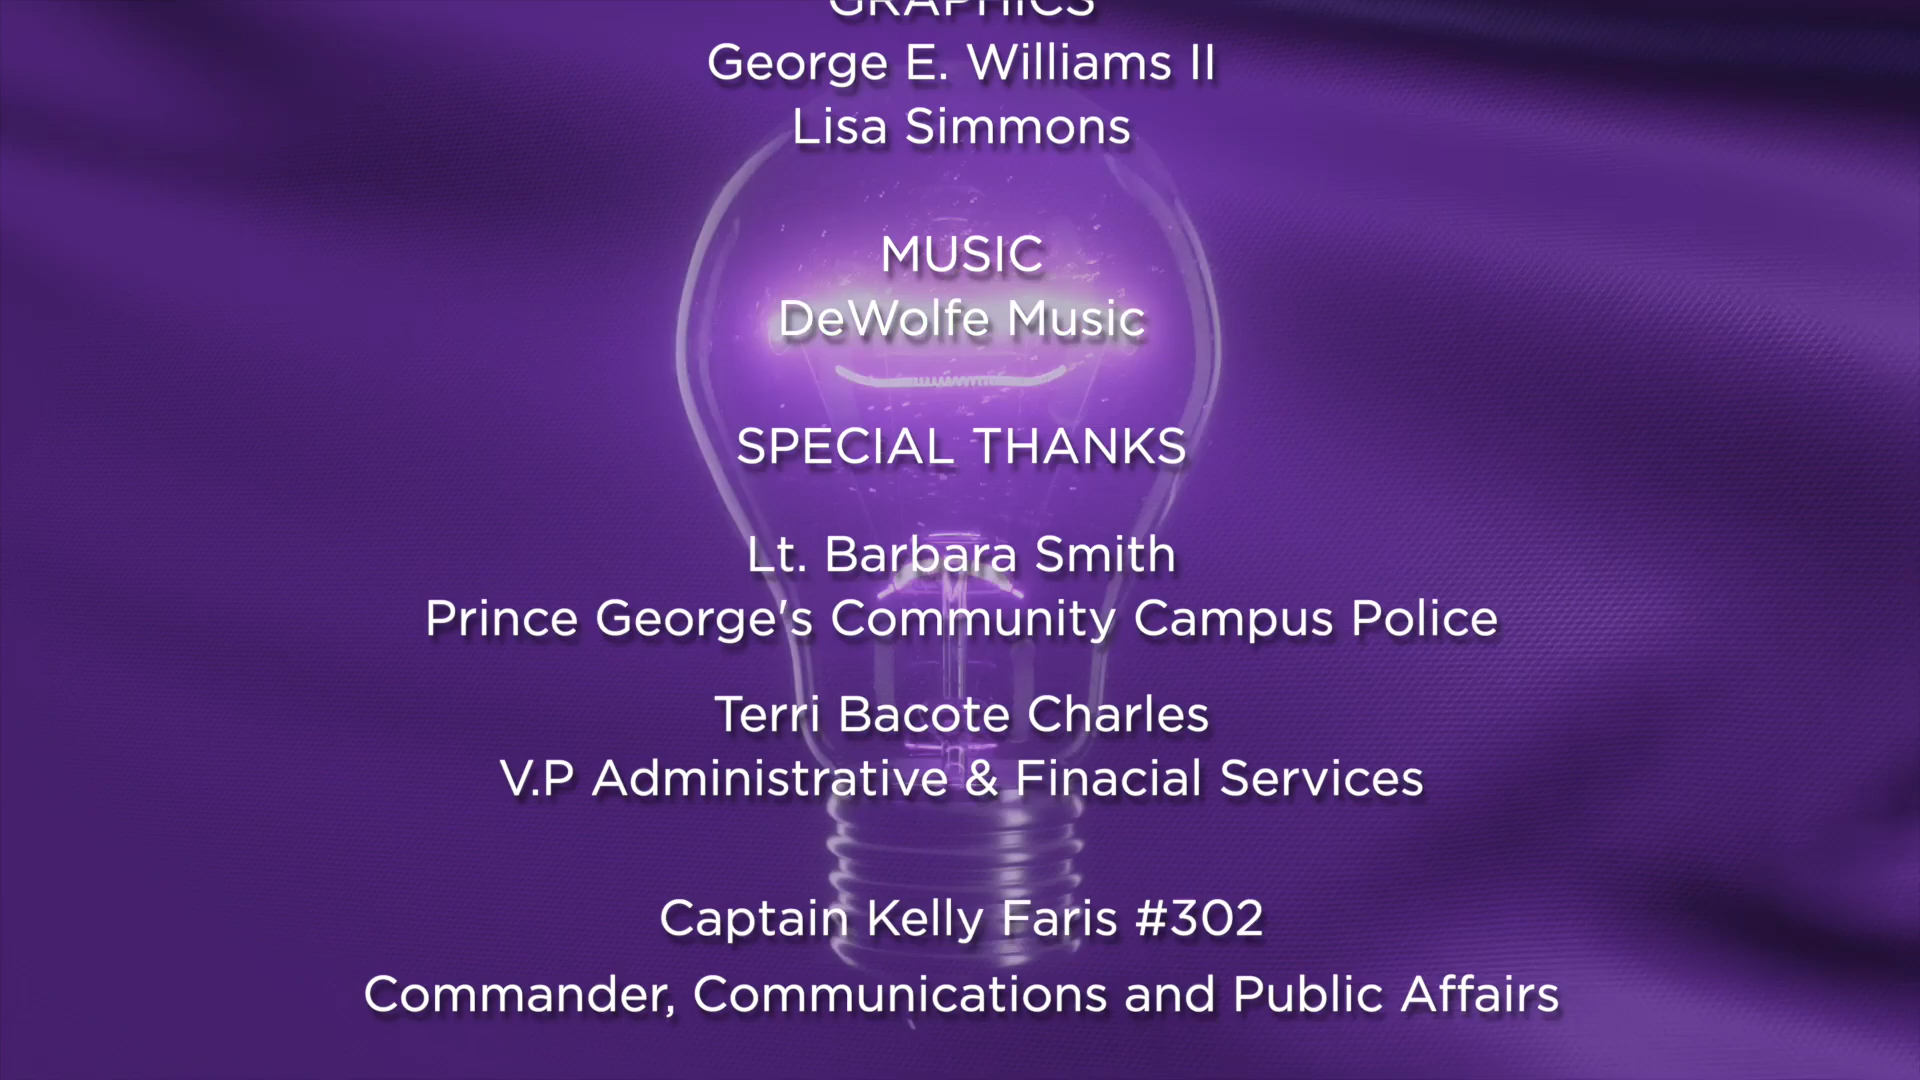 GRAPHICS
George E. Williams II
Lisa Simmons
MUSIC
DeWolfe Music
SPECIAL THANKS
Lt. Barbara Smith
Prince George's Community Campus Police
Terri Bacote Charles
V.P Administrative & Finacial Services
Captain Kelly Faris #302
Commander, Communications and Public Affairs